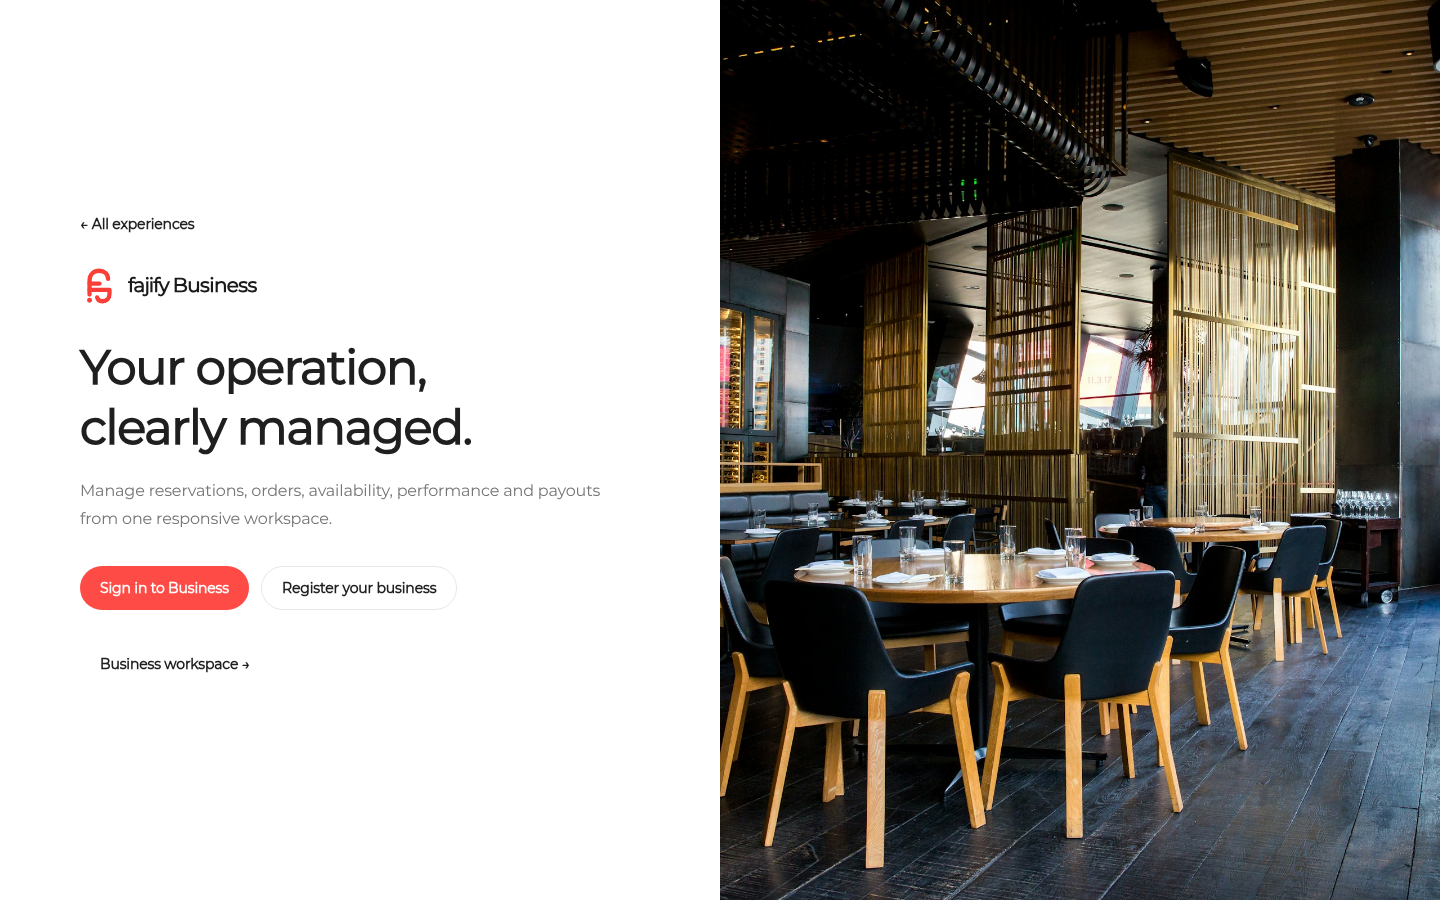 ← All experiences
fajify Business
Your operation,
clearly managed.
Manage reservations, orders, availability, performance and payouts
from one responsive workspace.
Sign in to Business
Register your business
Business workspace →